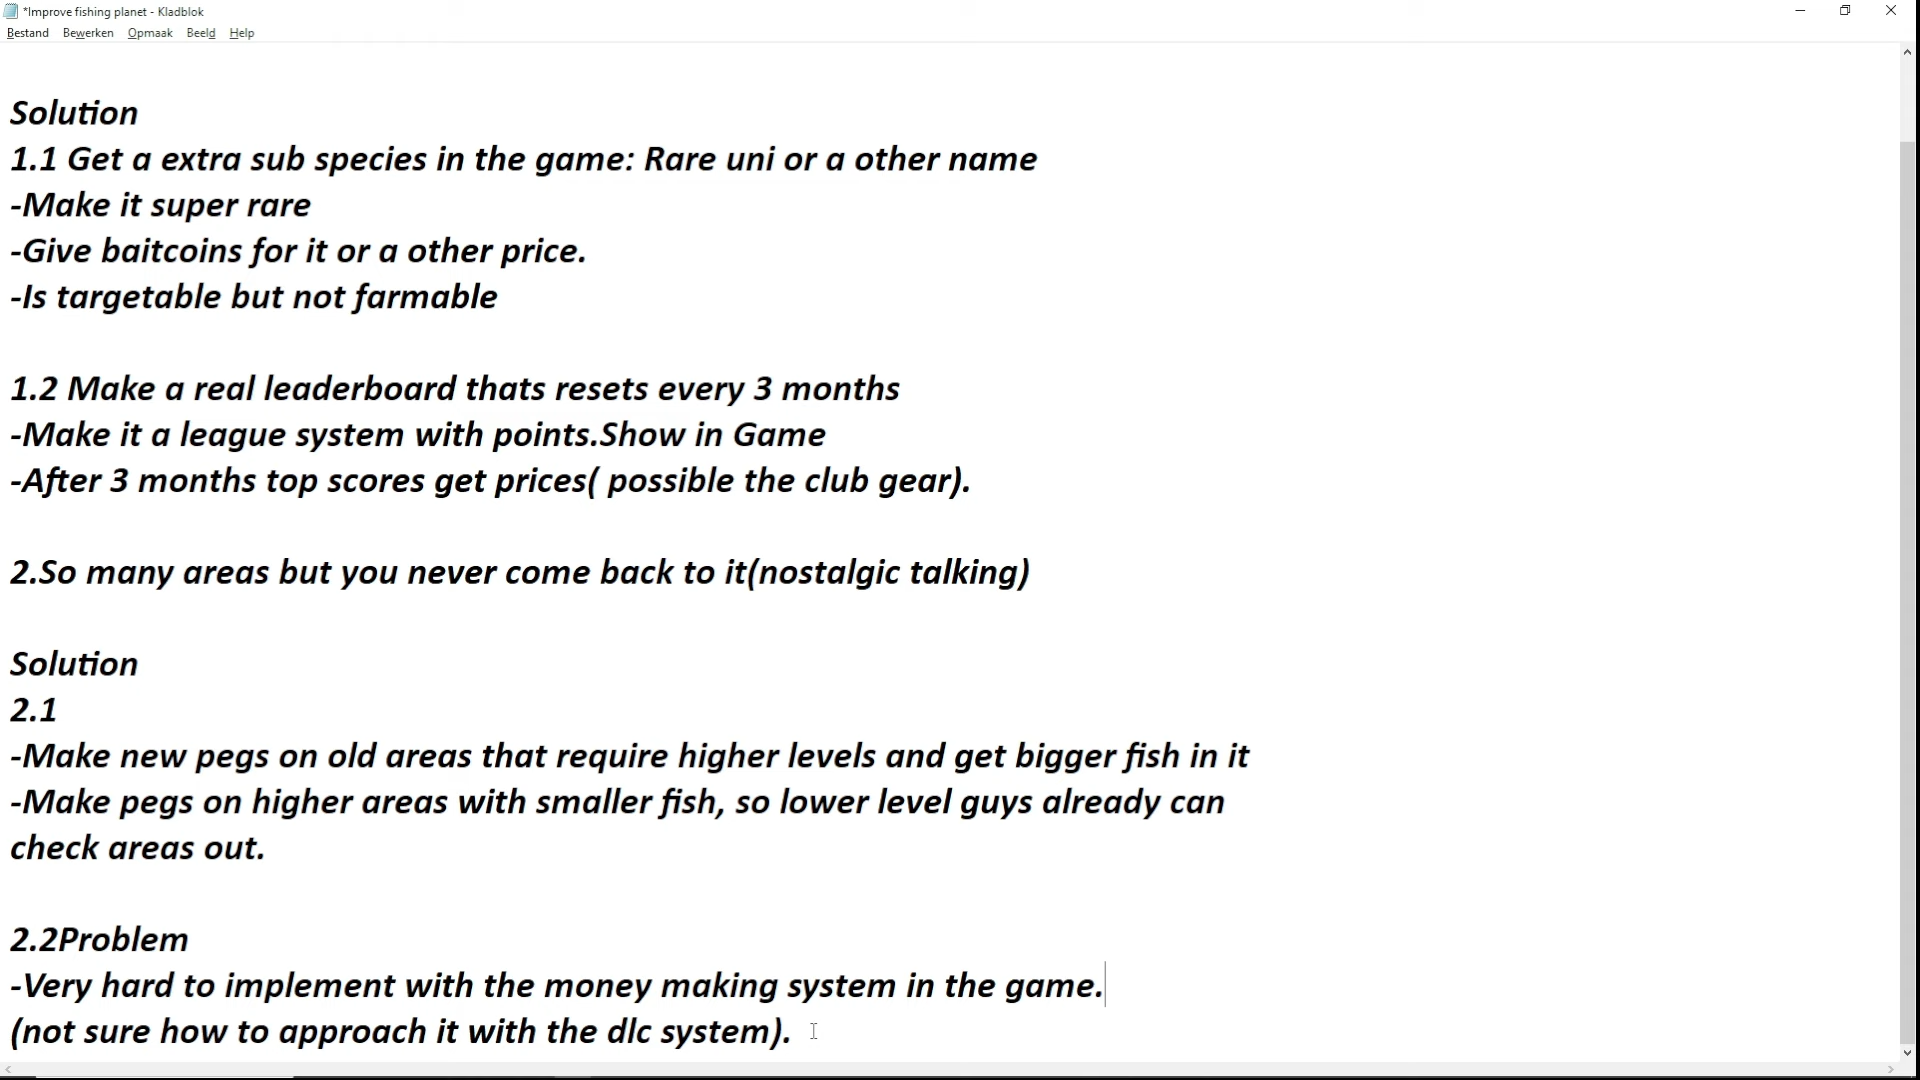 *Improve fishing planet - Kladblok
Bestand Bewerken Opmaak Beeld Help
Solution
1.1 Get a extra sub species in the game: Rare uni or a other name
-Make it super rare
-Give baitcoins for it or a other price.
-Is targetable but not farmable
1.2 Make a real leaderboard thats resets every 3 months
-Make it a league system with points.Show in Game
-After 3 months top scores get prices( possible the club gear).
2.So many areas but you never come back to it(nostalgic talking)
Solution
2.1
-Make new pegs on old areas that require higher levels and get bigger fish in it
-Make pegs on higher areas with smaller fish, so lower level guys already can
check areas out.
2.2Problem
-Very hard to implement with the money making system in the game.
(not sure how to approach it with the dlc system).